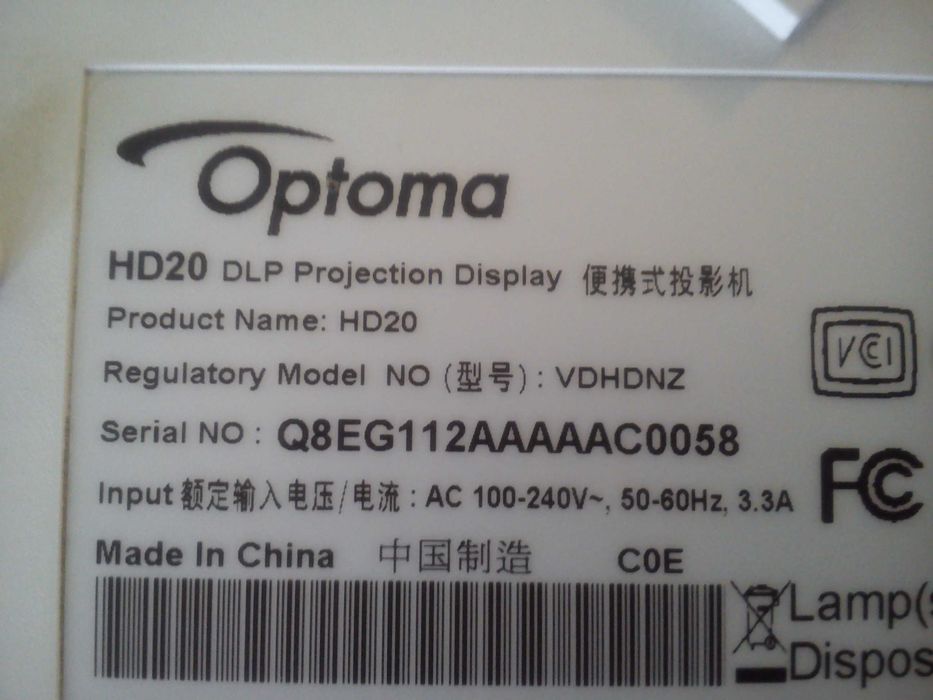 Optoma
HD20 DLP Projection Display 便携式投影机
Product Name: HD20
Regulatory Model NO (型号) : VDHDNZ
VCCI
Serial NO : Q8EG112AAAAAAC0058
Input 额定输入电压/电流 : AC 100-240V~, 50-60Hz, 3.3A
FC
Made In China 中国制造 C0E
Lamp(s
Dispos